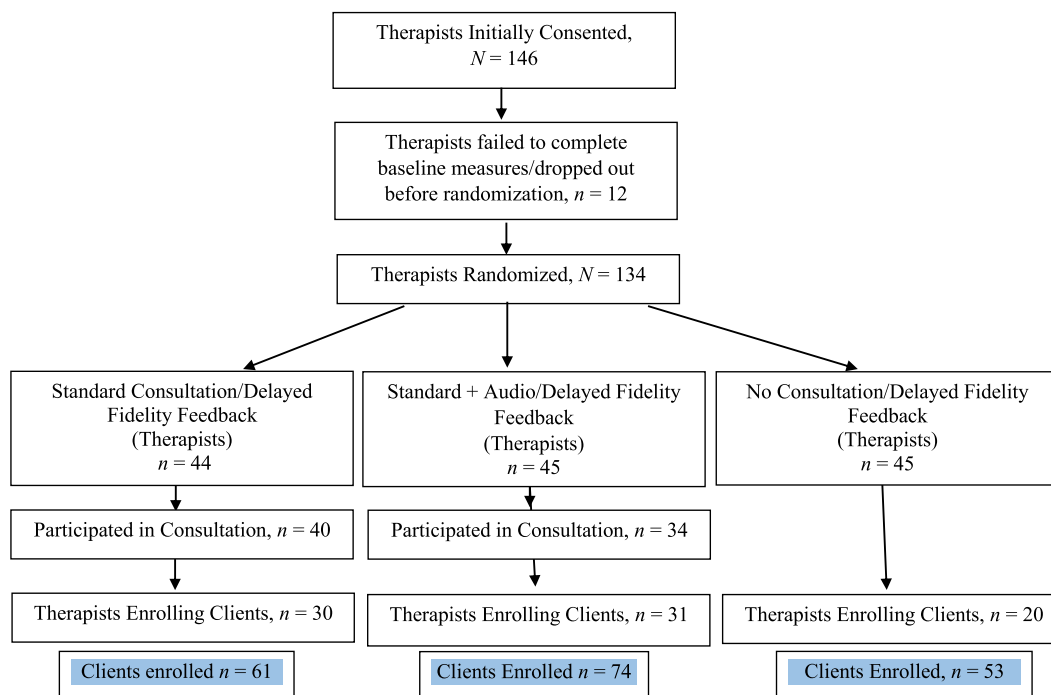 Therapists Initially Consented,
N = 146
Therapists failed to complete
baseline measures/dropped out
before randomization, n = 12
Therapists Randomized, N = 134
Standard Consultation/Delayed
Fidelity Feedback
(Therapists)
n = 44
Standard + Audio/Delayed Fidelity
Feedback
(Therapists)
n = 45
No Consultation/Delayed Fidelity
Feedback
(Therapists)
n = 45
Participated in Consultation, n = 40
Participated in Consultation, n = 34
Therapists Enrolling Clients, n = 30
Therapists Enrolling Clients, n = 31
Therapists Enrolling Clients, n = 20
Clients enrolled n = 61
Clients Enrolled n = 74
Clients Enrolled, n = 53